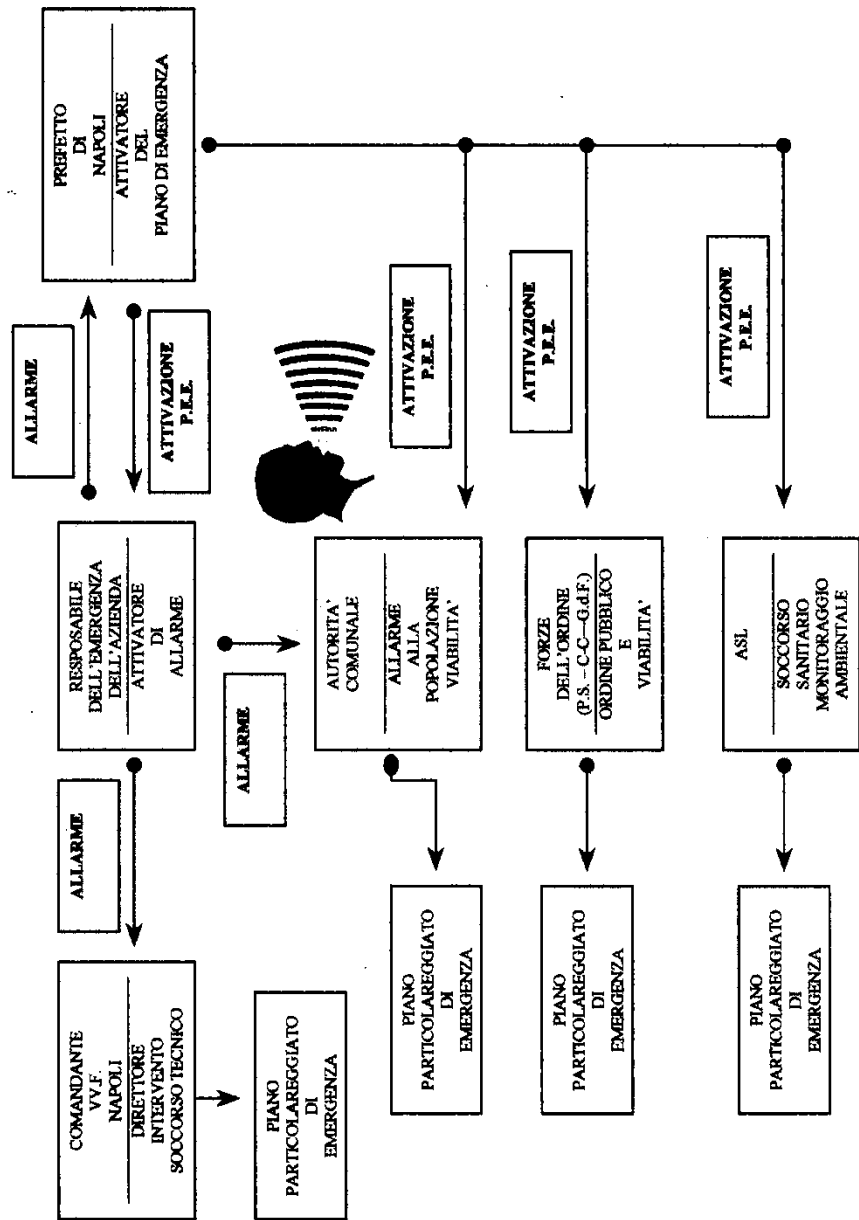 COMANDANTE
VV.F.
NAPOLI
DIRETTORE
INTERVENTO
SOCCORSO TECNICO
ALLARME
RESPOSABILE
DELL'EMERGENZA
DELL'AZIENDA
ATTIVATORE
DI
ALLARME
ALLARME
ATTIVAZIONE
P.E.E.
PREFETTO
DI
NAPOLI
ATTIVATORE
DEL
PIANO DI EMERGENZA
PIANO
PARTICOLAREGGIATO
DI
EMERGENZA
ALLARME
AUTORITA'
COMUNALE
ALLARME
ALLA
POPOLAZIONE
VIABILITA'
PIANO
PARTICOLAREGGIATO
DI
EMERGENZA
ATTIVAZIONE
P.E.E.
PIANO
PARTICOLAREGGIATO
DI
EMERGENZA
FORZE
DELL'ORDINE
(P.S. – C-C—G.d.F.)
ORDINE PUBBLICO
E
VIABILITA'
ATTIVAZIONE
P.E.E.
PIANO
PARTICOLAREGGIATO
DI
EMERGENZA
ASL
SOCCORSO
SANITARIO
MONITORAGGIO
AMBIENTALE
ATTIVAZIONE
P.E.E.